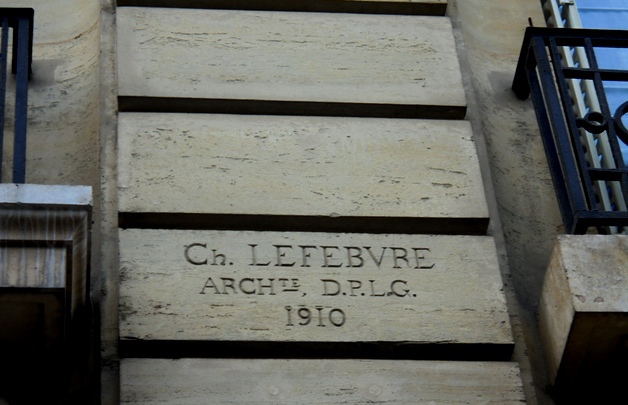 Ch. LEFEBVRE
ARCHTE, D.P.L.G.
1910